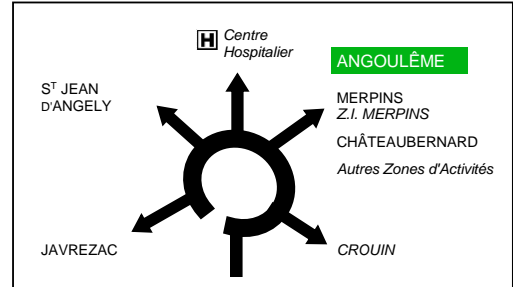 H Centre
Hospitalier
ANGOULÊME
Sᵀ JEAN
D'ANGELY
MERPINS
Z.I. MERPINS
CHÂTEAUBERNARD
Autres Zones d'Activités
JAVREZAC
CROUIN